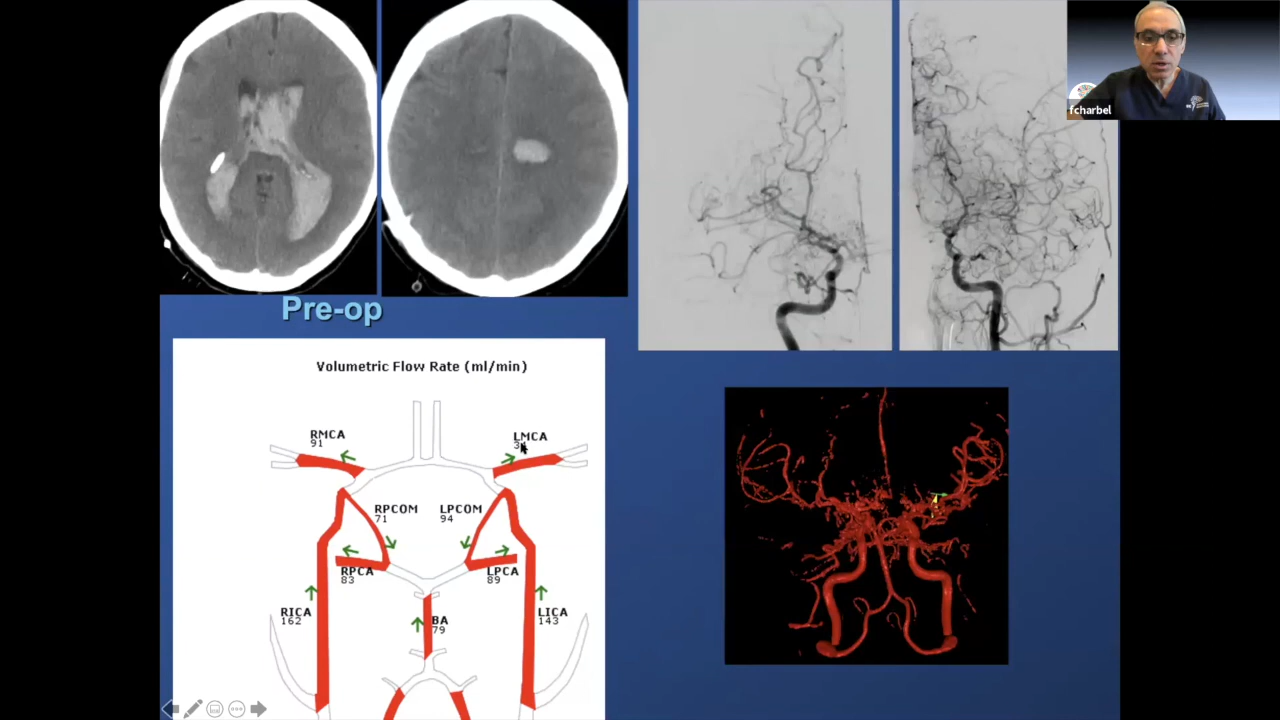 fcharbel
Pre-op
Volumetric Flow Rate (ml/min)
RMCA
91
LMCA
RPCOM
71
LPCOM
94
RPCA
83
LPCA
89
RICA
162
BA
79
LICA
143